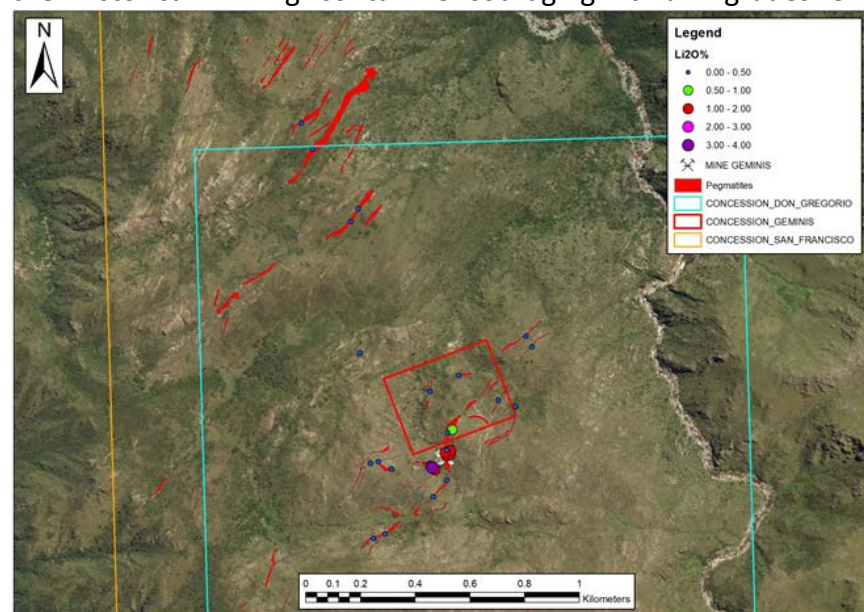 N
Legend
Li2O%
0.00 - 0.50
0.50 - 1.00
1.00 - 2.00
2.00 - 3.00
3.00 - 4.00
MINE GEMINIS
Pegmatites
CONCESSION_DON_GREGORIO
CONCESSION_GEMINIS
CONCESSION_SAN_FRANCISCO
0 0.1 0.2 0.4 0.6 0.8 1
Kilometers